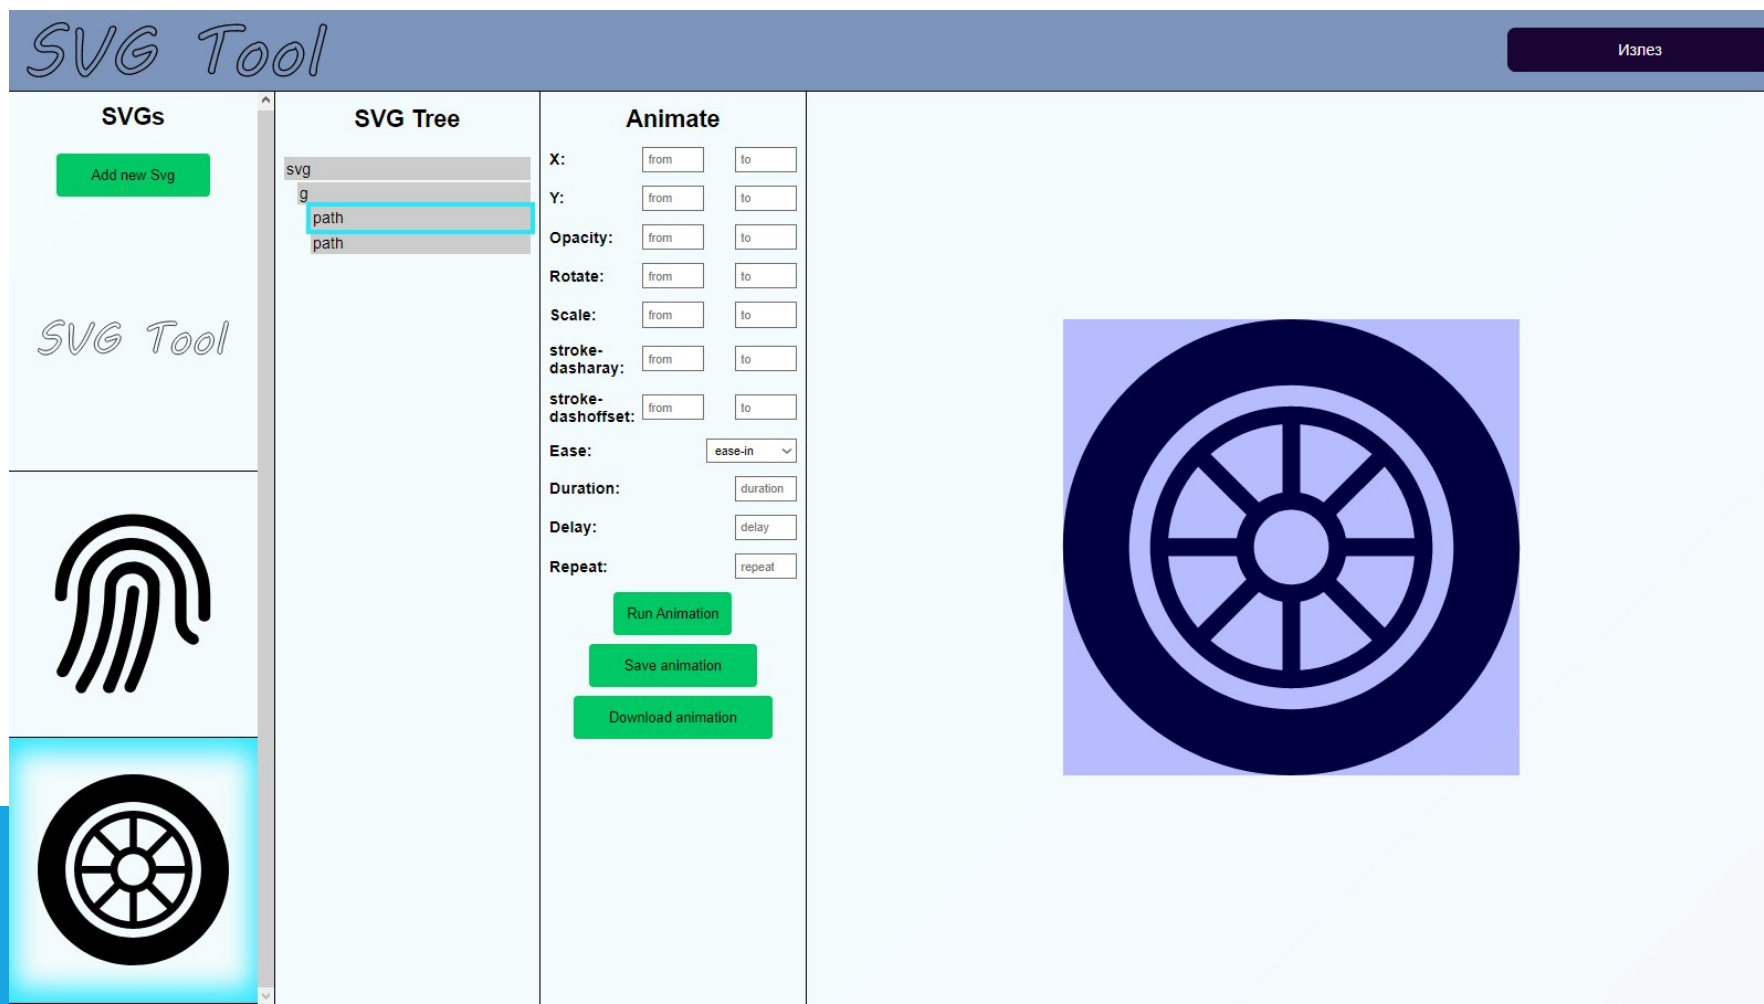 SVG Tool
Излез
SVGs
Add new Svg
SVG Tool
SVG Tree
svg
g
path
path
Animate
X: from to
Y: from to
Opacity: from to
Rotate: from to
Scale: from to
stroke-
dasharay: from to
stroke-
dashoffset: from to
Ease: ease-in
Duration: duration
Delay: delay
Repeat: repeat
Run Animation
Save animation
Download animation